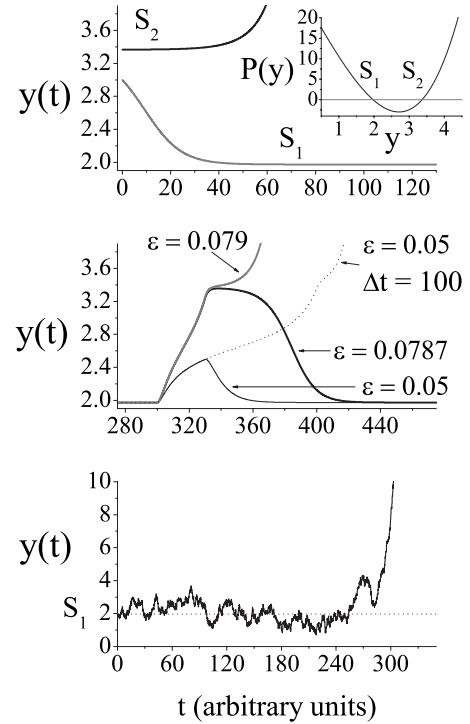 3.6
3.2
2.8
2.4
2.0
y(t)
S2
S1
0 20 40 60 80 100 120
20
15
10
5
0
P(y)
S1 S2
1 2 3 4
y
3.6
3.2
2.8
2.4
2.0
y(t)
ε = 0.079
ε = 0.05
Δt = 100
ε = 0.0787
ε = 0.05
280 320 360 400 440
10
8
6
4
2
0
y(t)
S1
0 60 120 180 240 300
t (arbitrary units)